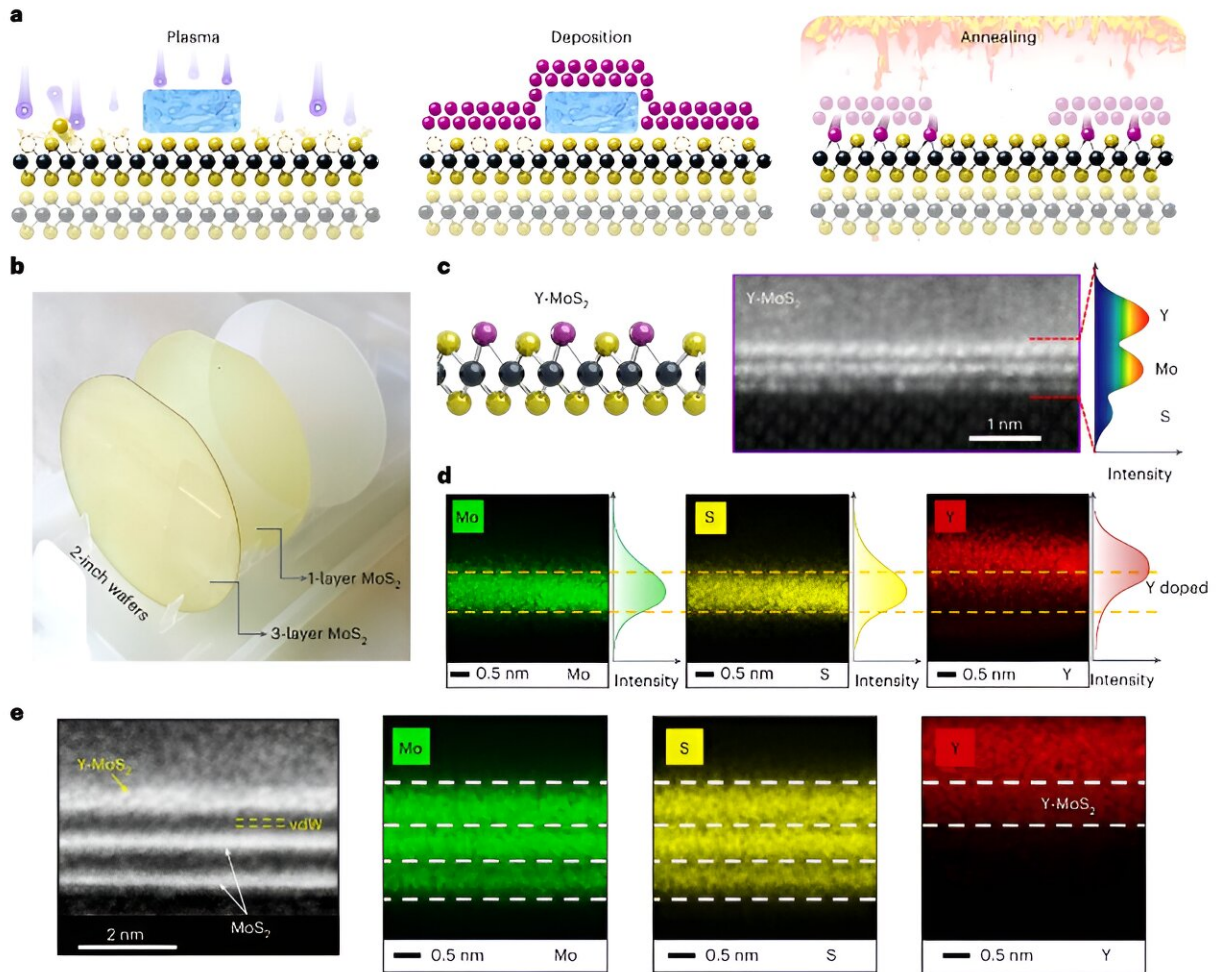 a
Plasma
Deposition
Annealing
b
2-inch wafers
1-layer MoS₂
3-layer MoS₂
c
Y·MoS₂
Y·MoS₂
1 nm
Y
Mo
S
Intensity
d
Mo
S
Y
Y doped
0.5 nm Mo
Intensity
0.5 nm S
Intensity
0.5 nm Y
Intensity
e
Y-MoS₂
vdW
MoS₂
2 nm
Mo
0.5 nm Mo
S
0.5 nm S
Y
Y·MoS₂
0.5 nm Y